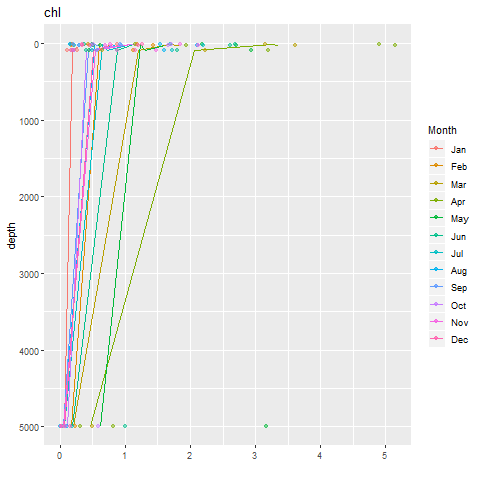 chl
depth
0
1000
2000
3000
4000
5000
0
1
2
3
4
5
Month
Jan
Feb
Mar
Apr
May
Jun
Jul
Aug
Sep
Oct
Nov
Dec